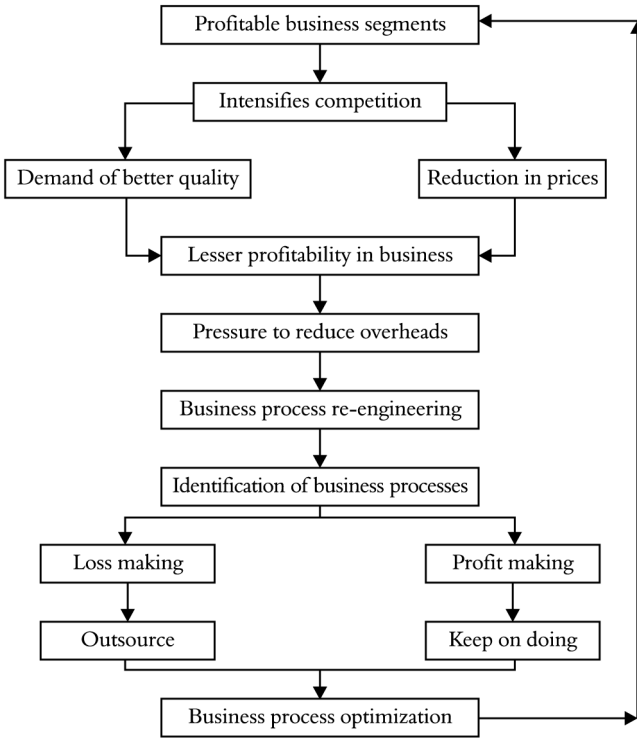 Profitable business segments
Intensifies competition
Demand of better quality
Reduction in prices
Lesser profitability in business
Pressure to reduce overheads
Business process re-engineering
Identification of business processes
Loss making
Profit making
Outsource
Keep on doing
Business process optimization